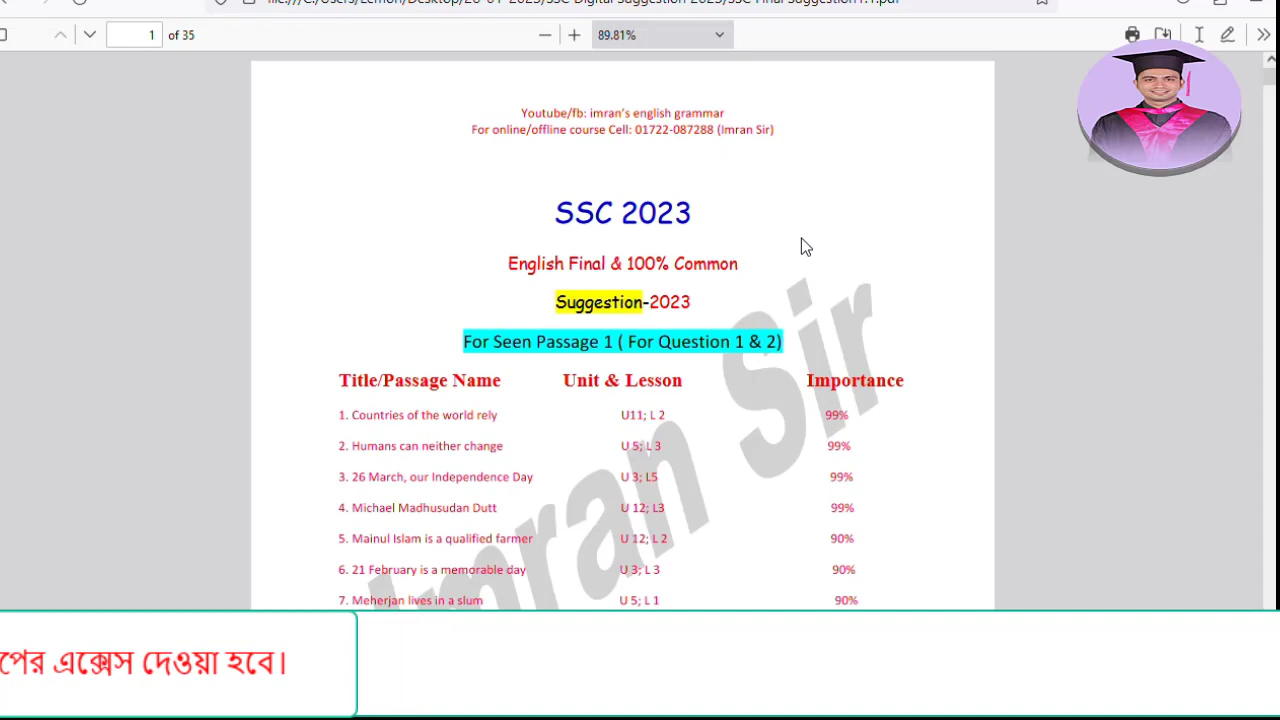 1 of 35 89.81%
Youtube/fb: imran's english grammar
For online/offline course Cell: 01722-087288 (Imran Sir)
SSC 2023
English Final & 100% Common
Suggestion-2023
For Seen Passage 1 ( For Question 1 & 2)
Title/Passage Name Unit & Lesson Importance
1. Countries of the world rely U11; L 2 99%
2. Humans can neither change U 5; L 3 99%
3. 26 March, our Independence Day U 3; L5 99%
4. Michael Madhusudan Dutt U 12; L3 99%
5. Mainul Islam is a qualified farmer U 12; L 2 90%
6. 21 February is a memorable day U 3; L 3 90%
7. Meherjan lives in a slum U 5; L 1 90%
Imran Sir
পের এক্সেস দেওয়া হবে।